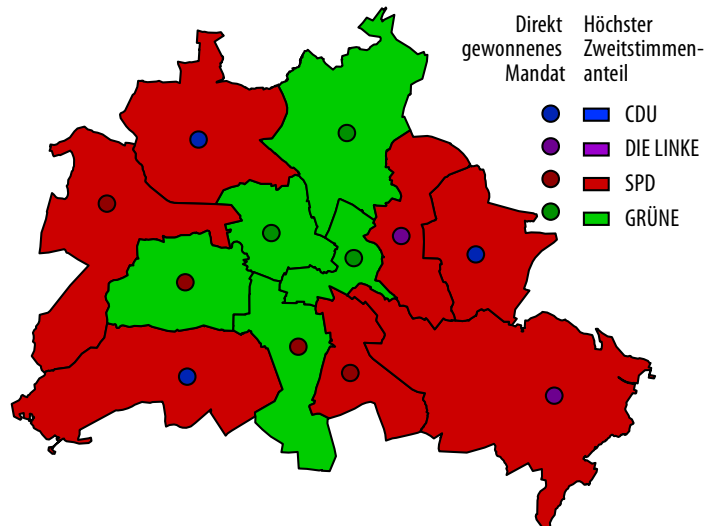 Direkt
gewonnenes
Mandat
Höchster
Zweitstimmen-
anteil
CDU
DIE LINKE
SPD
GRÜNE